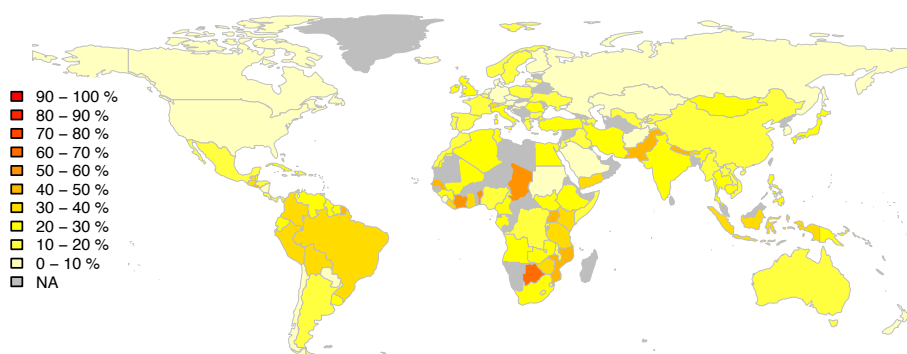 90 – 100 %
80 – 90 %
70 – 80 %
60 – 70 %
50 – 60 %
40 – 50 %
30 – 40 %
20 – 30 %
10 – 20 %
0 – 10 %
NA